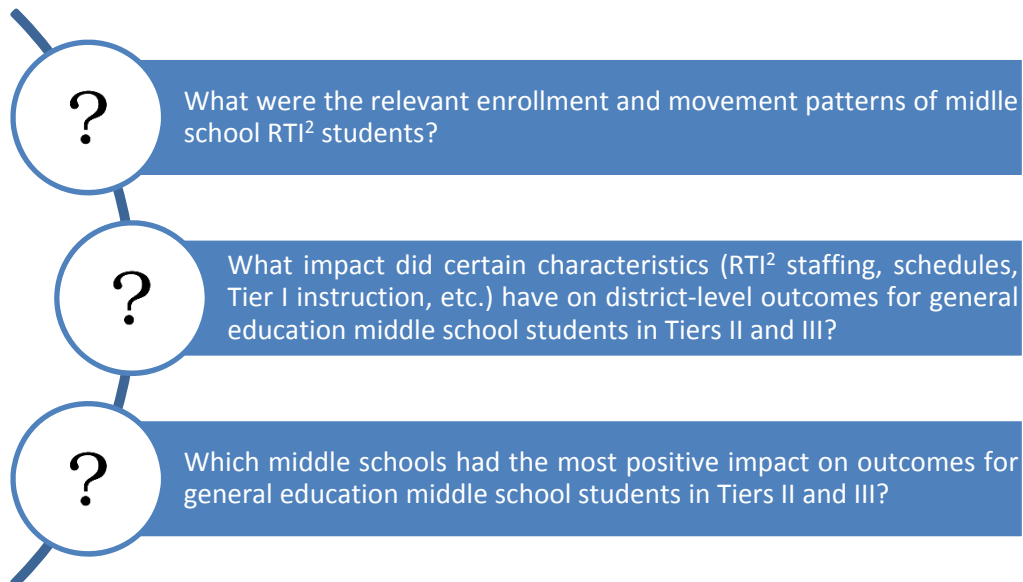 ?
What were the relevant enrollment and movement patterns of midlle
school RTI² students?
?
What impact did certain characteristics (RTI² staffing, schedules,
Tier I instruction, etc.) have on district-level outcomes for general
education middle school students in Tiers II and III?
?
Which middle schools had the most positive impact on outcomes for
general education middle school students in Tiers II and III?